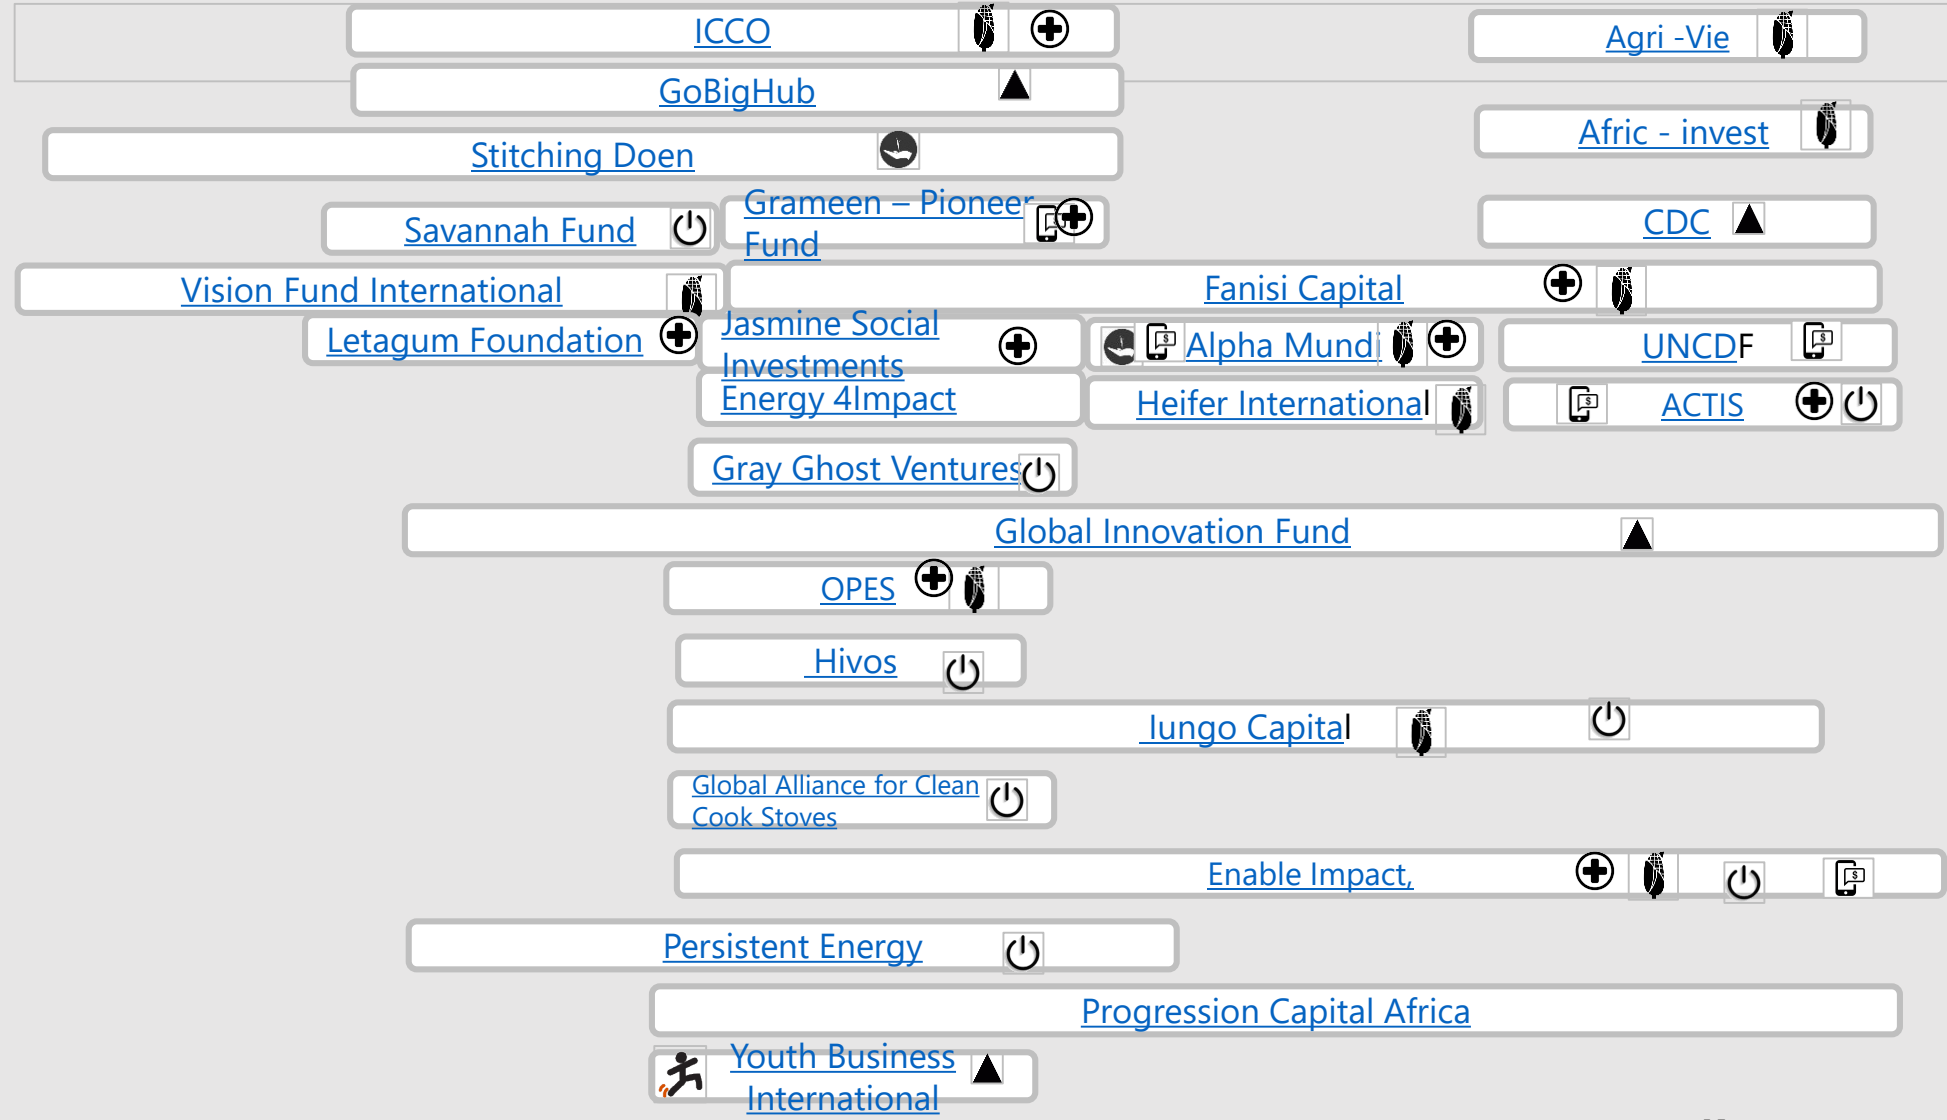 ICCO
Agri -Vie
GoBigHub
Afric - invest
Stitching Doen
Grameen – Pioneer
Fund
Savannah Fund
CDC
Vision Fund International
Fanisi Capital
Letagum Foundation
Jasmine Social
Investments
Alpha Mundi
UNCDF
Energy 4Impact
Heifer International
ACTIS
Gray Ghost Ventures
Global Innovation Fund
OPES
Hivos
Iungo Capital
Global Alliance for Clean
Cook Stoves
Enable Impact,
Persistent Energy
Progression Capital Africa
Youth Business
International